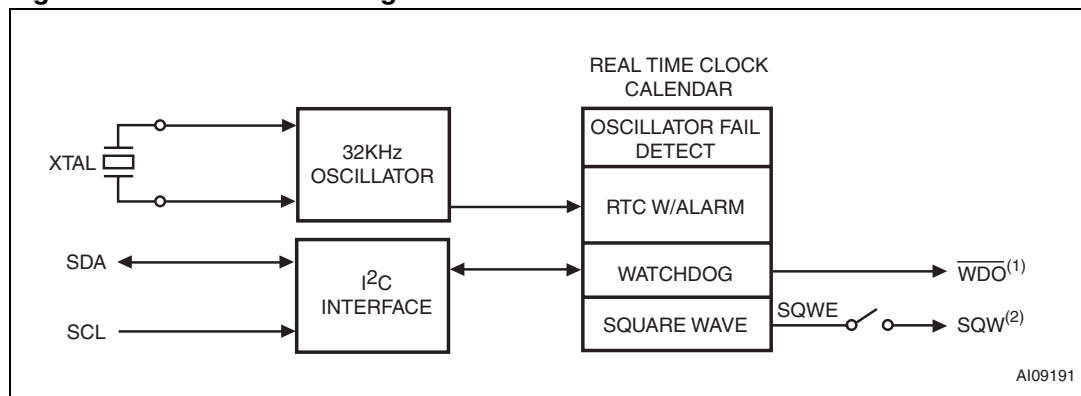 REAL TIME CLOCK
CALENDAR
OSCILLATOR FAIL
DETECT
XTAL
32KHz
OSCILLATOR
RTC W/ALARM
SDA
I2C
INTERFACE
WATCHDOG
WDO(1)
SCL
SQUARE WAVE
SQWE
SQW(2)
AI09191